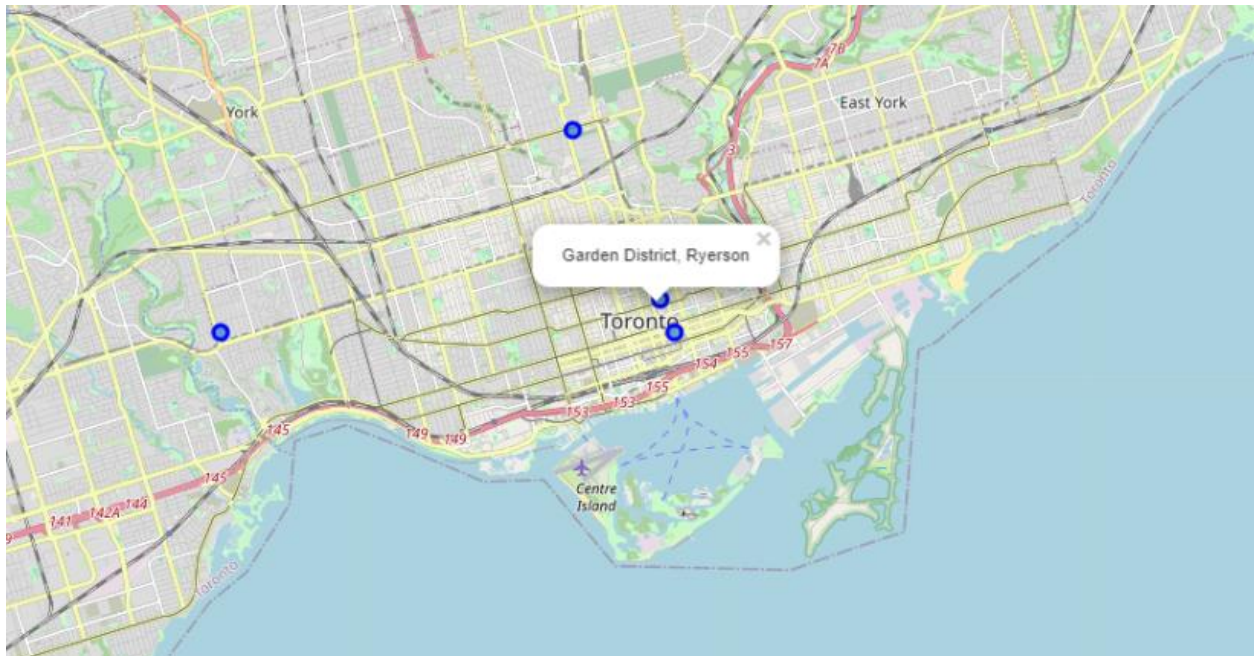 7B
7A
East York
York
3
Toronto
Garden District, Ryerson
×
Toronto
157
155
154
155
153
153
149
149
145
145
144
142A
141
9
Centre
Island
Toronto